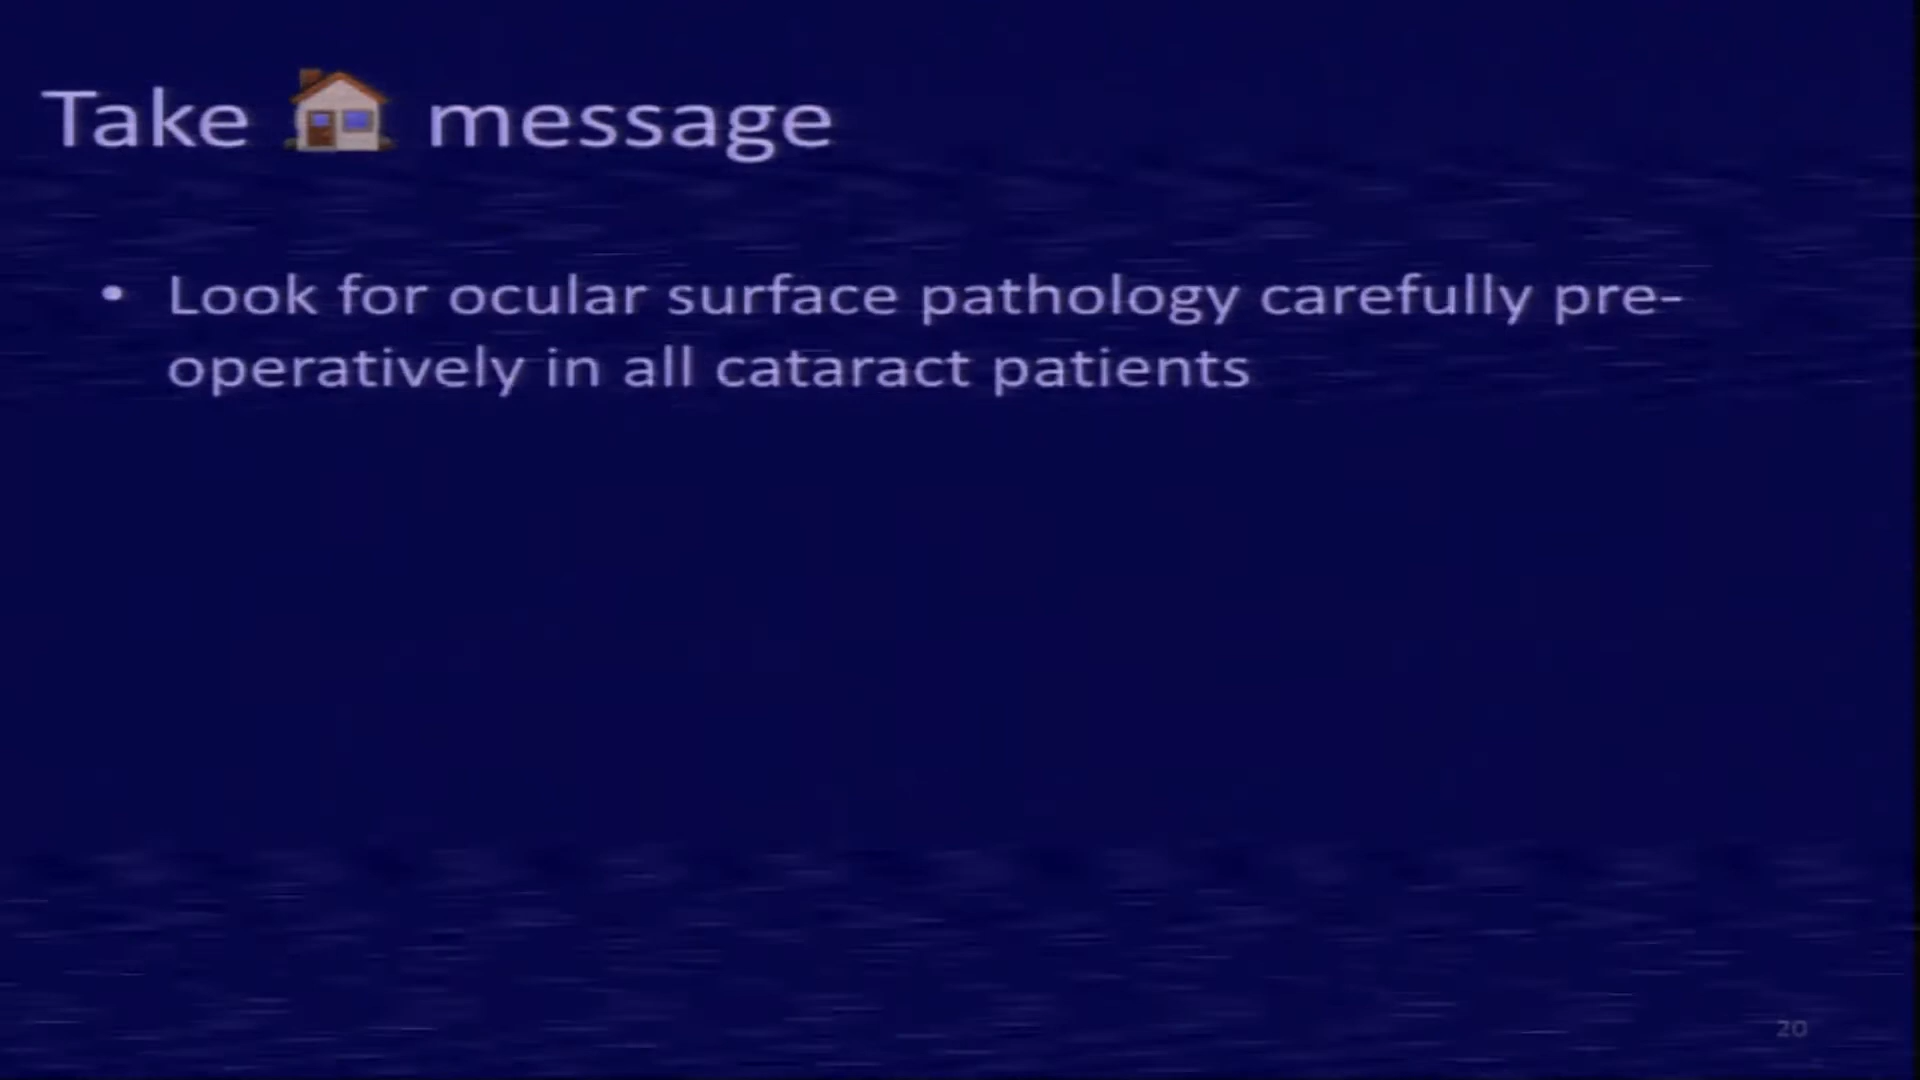 Take 🏠 message
• Look for ocular surface pathology carefully pre-
operatively in all cataract patients
20